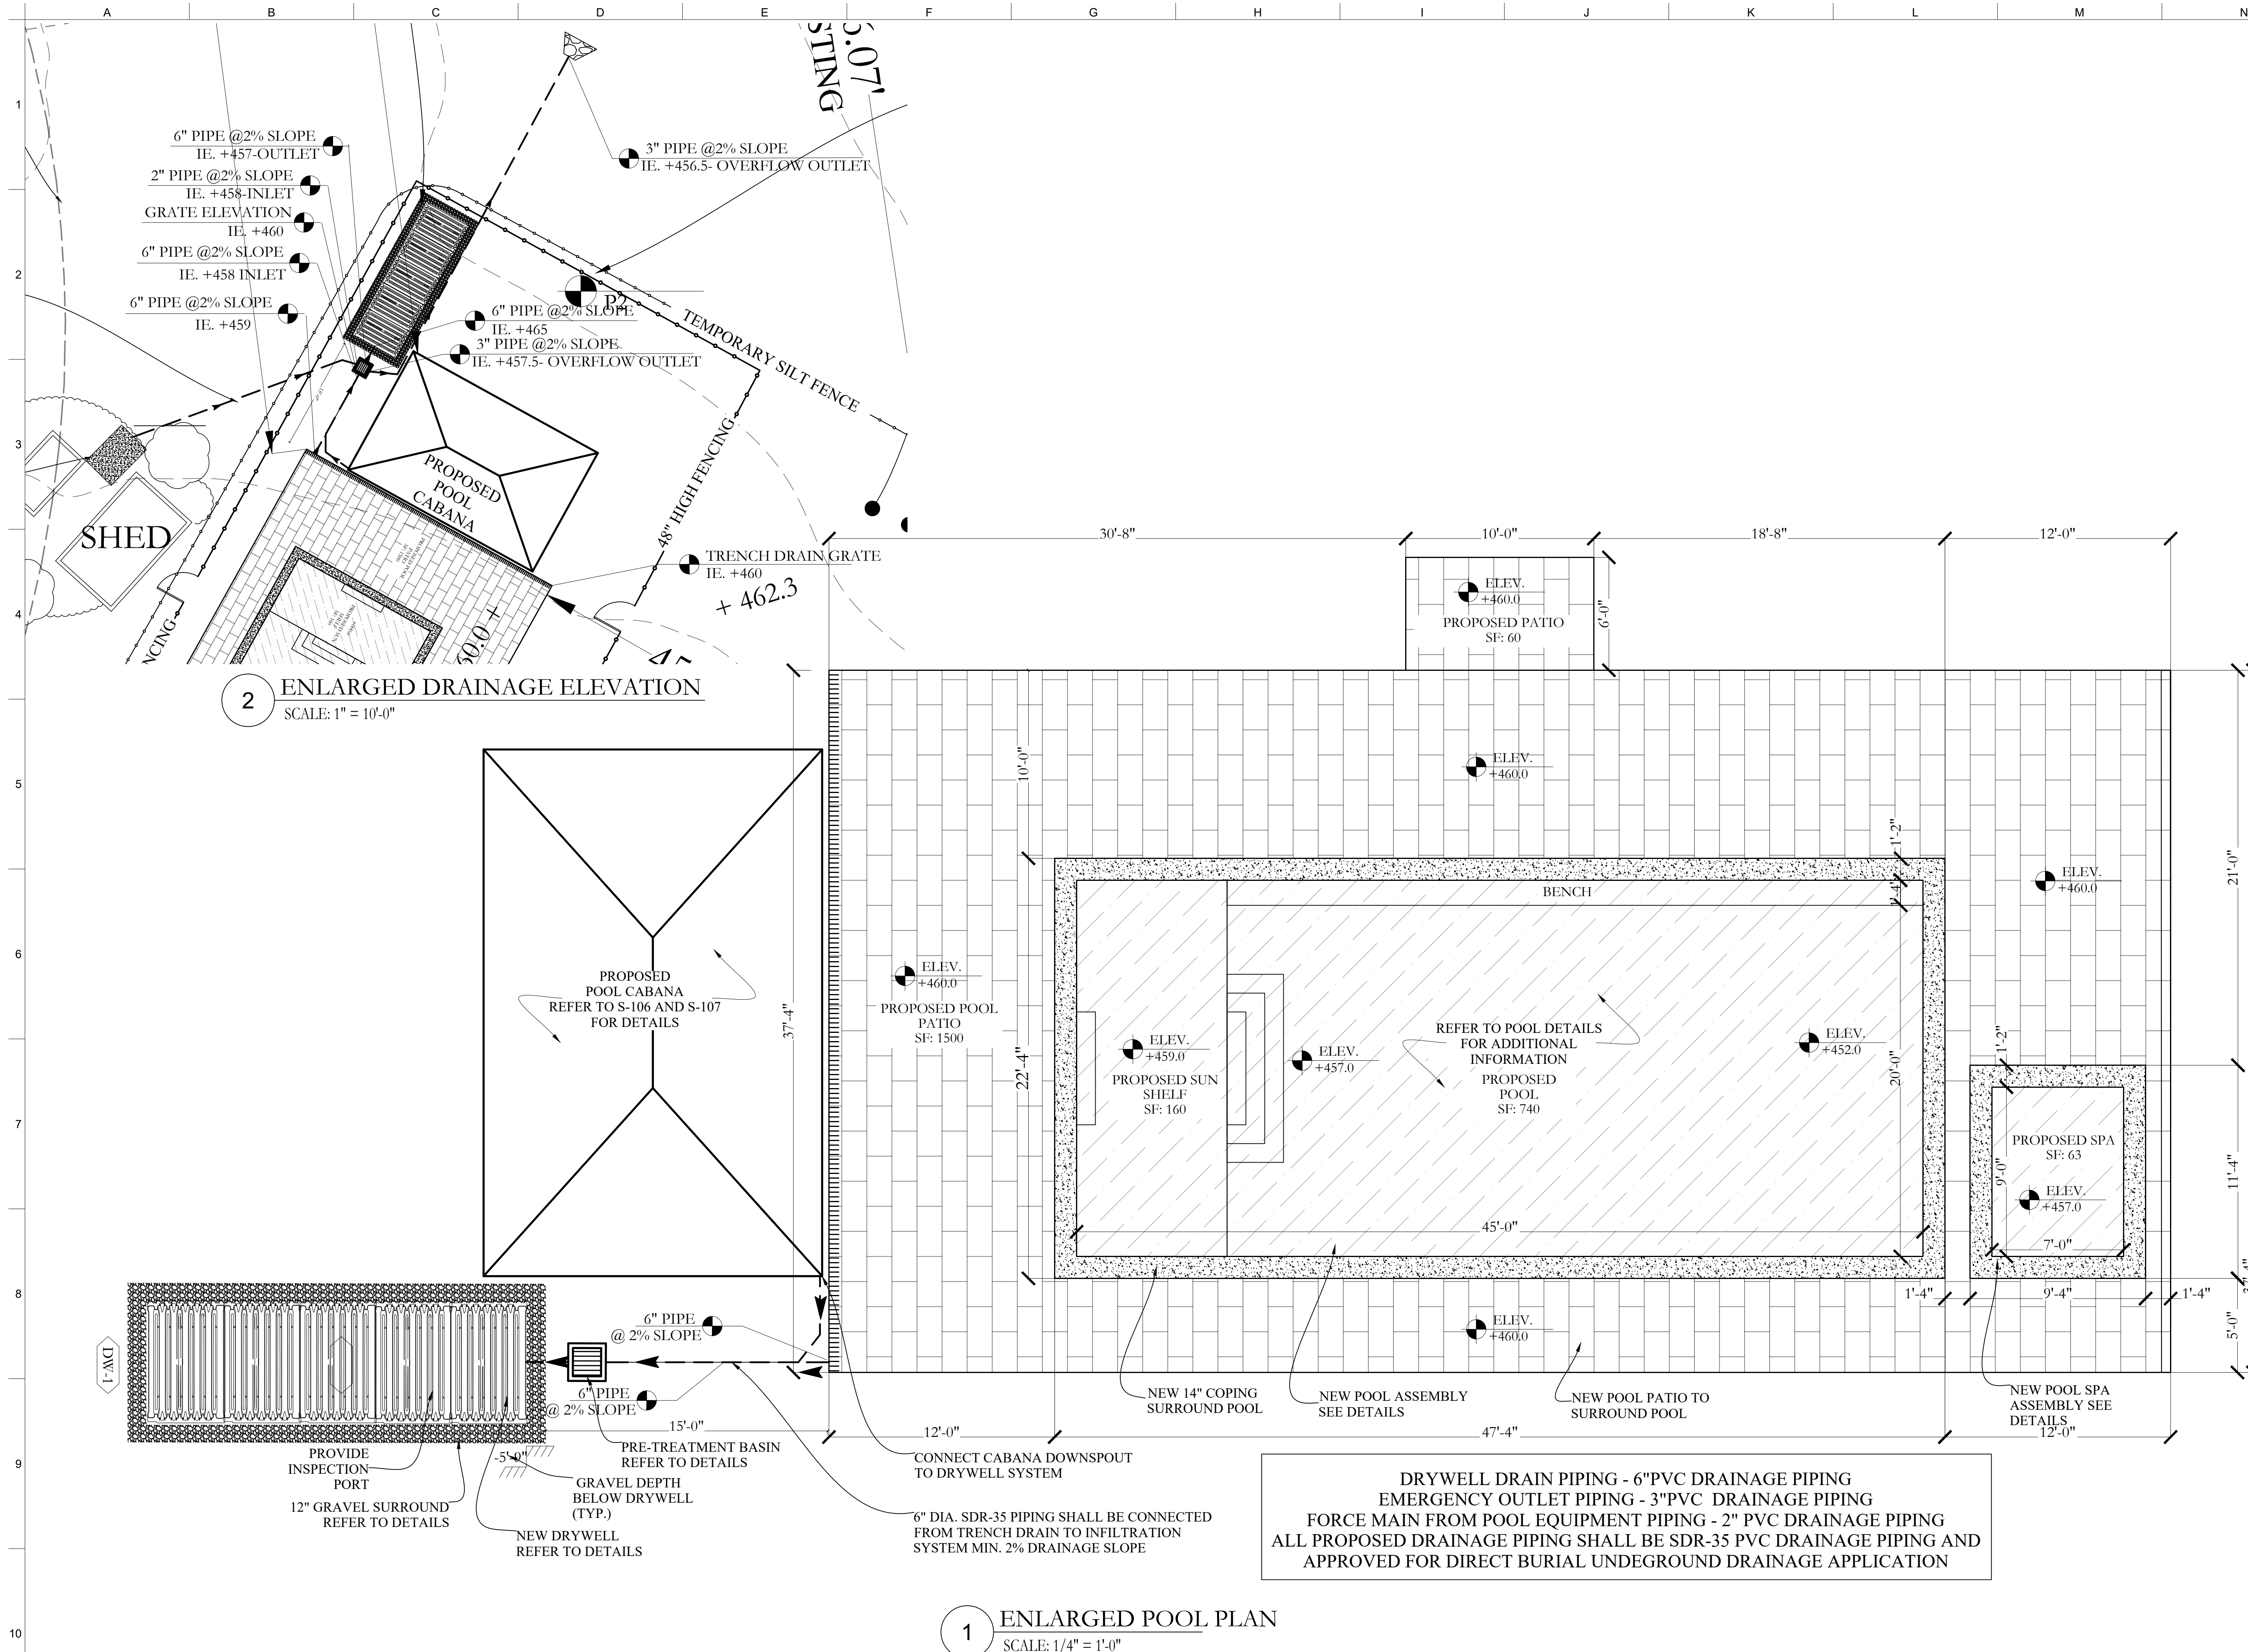 A B C D E F G H I J K L M N
1
2
3
4
5
6
7
8
9
10
5.07'
STING
6" PIPE @2% SLOPE
IE. +457-OUTLET
2" PIPE @2% SLOPE
IE. +458-INLET
GRATE ELEVATION
IE. +460
6" PIPE @2% SLOPE
IE. +458 INLET
6" PIPE @2% SLOPE
IE. +459
3" PIPE @2% SLOPE
IE. +456.5- OVERFLOW OUTLET
P2
6" PIPE @2% SLOPE
IE. +465
3" PIPE @2% SLOPE
IE. +457.5- OVERFLOW OUTLET
TEMPORARY SILT FENCE
48" HIGH FENCING
PROPOSED
POOL
CABANA
SHED
NCING
TRENCH DRAIN GRATE
IE. +460
+ 462.3
60.0 +
2
ENLARGED DRAINAGE ELEVATION
SCALE: 1" = 10'-0"
30'-8"
10'-0"
18'-8"
12'-0"
ELEV.
+460.0
PROPOSED PATIO
SF: 60
6'-0"
10'-0"
ELEV.
+460.0
1'-2"
1'-4"
BENCH
ELEV.
+460.0
21'-0"
PROPOSED
POOL CABANA
REFER TO S-106 AND S-107
FOR DETAILS
37'-4"
ELEV.
+460.0
PROPOSED POOL
PATIO
SF: 1500
22'-4"
ELEV.
+459.0
PROPOSED SUN
SHELF
SF: 160
ELEV.
+457.0
REFER TO POOL DETAILS
FOR ADDITIONAL
INFORMATION
PROPOSED
POOL
SF: 740
ELEV.
+452.0
20'-0"
1'-2"
PROPOSED SPA
SF: 63
9'-0"
ELEV.
+457.0
7'-0"
11'-4"
45'-0"
1'-4"
9'-4"
1'-4"
5'-0"
ELEV.
+460.0
DW-1
6" PIPE
@ 2% SLOPE
6" PIPE
@ 2% SLOPE
15'-0"
12'-0"
47'-4"
12'-0"
-5'-0"
PROVIDE
INSPECTION
PORT
12" GRAVEL SURROUND
REFER TO DETAILS
NEW DRYWELL
REFER TO DETAILS
GRAVEL DEPTH
BELOW DRYWELL
(TYP.)
PRE-TREATMENT BASIN
REFER TO DETAILS
CONNECT CABANA DOWNSPOUT
TO DRYWELL SYSTEM
6" DIA. SDR-35 PIPING SHALL BE CONNECTED
FROM TRENCH DRAIN TO INFILTRATION
SYSTEM MIN. 2% DRAINAGE SLOPE
NEW 14" COPING
SURROUND POOL
NEW POOL ASSEMBLY
SEE DETAILS
NEW POOL PATIO TO
SURROUND POOL
NEW POOL SPA
ASSEMBLY SEE
DETAILS
DRYWELL DRAIN PIPING - 6"PVC DRAINAGE PIPING
EMERGENCY OUTLET PIPING - 3"PVC DRAINAGE PIPING
FORCE MAIN FROM POOL EQUIPMENT PIPING - 2" PVC DRAINAGE PIPING
ALL PROPOSED DRAINAGE PIPING SHALL BE SDR-35 PVC DRAINAGE PIPING AND
APPROVED FOR DIRECT BURIAL UNDEGROUND DRAINAGE APPLICATION
1
ENLARGED POOL PLAN
SCALE: 1/4" = 1'-0"